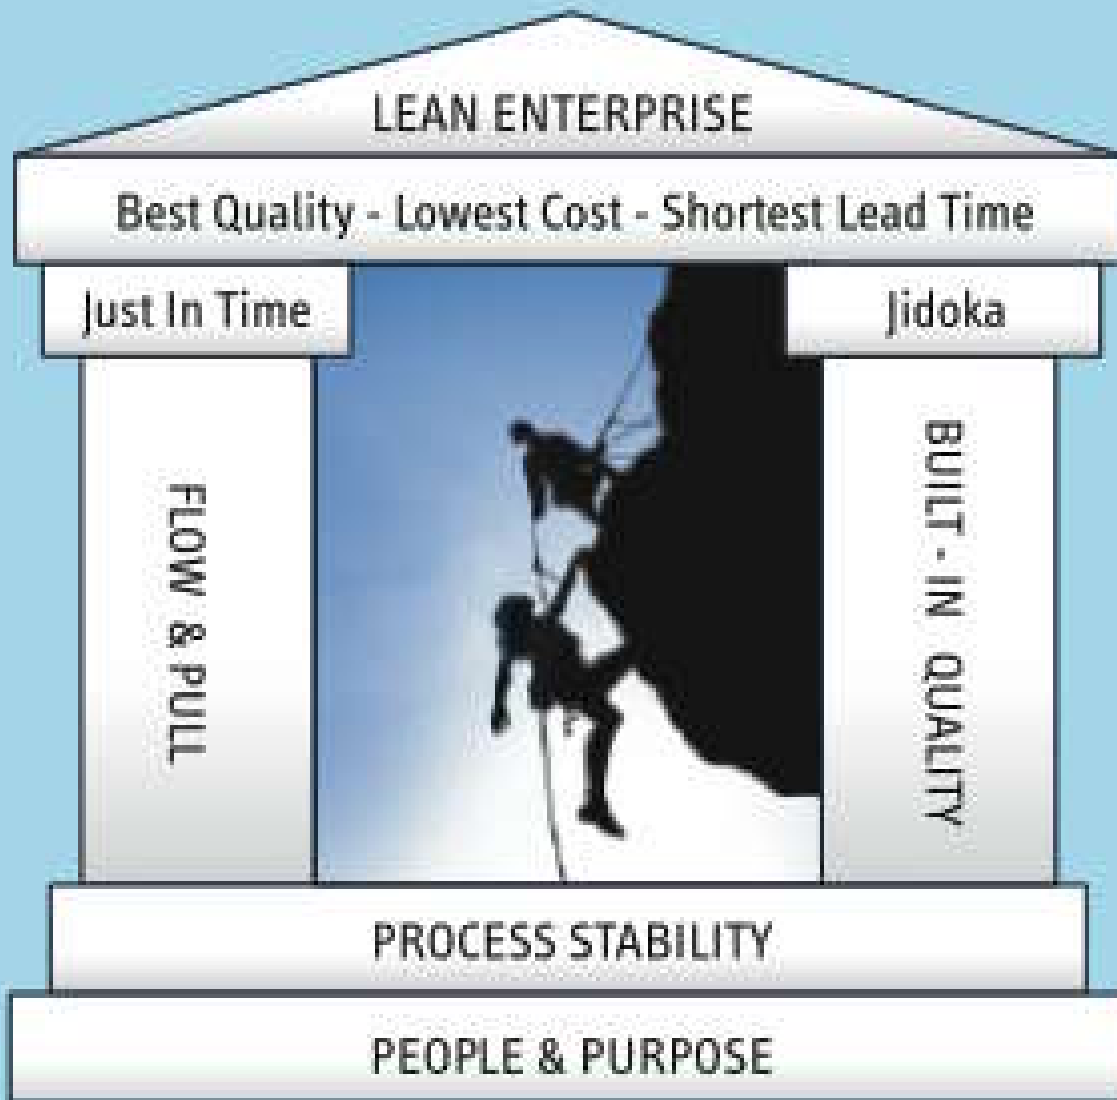 LEAN ENTERPRISE
Best Quality - Lowest Cost - Shortest Lead Time
Just In Time
Jidoka
FLOW & PULL
BUILT - IN QUALITY
PROCESS STABILITY
PEOPLE & PURPOSE